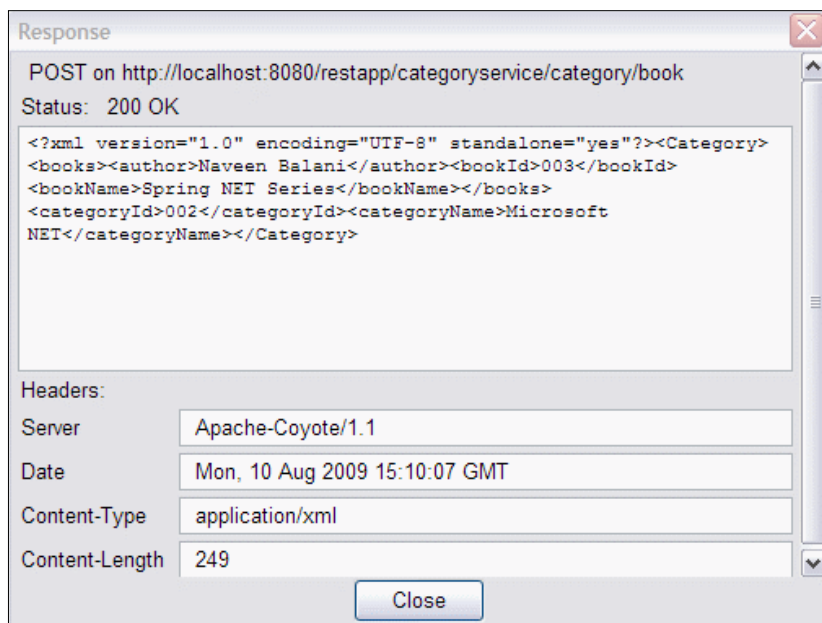 Response
POST on http://localhost:8080/restapp/categoryservice/category/book
Status: 200 OK
<?xml version="1.0" encoding="UTF-8" standalone="yes"?><Category>
<books><author>Naveen Balani</author><bookId>003</bookId>
<bookName>Spring NET Series</bookName></books>
<categoryId>002</categoryId><categoryName>Microsoft
NET</categoryName></Category>
Headers:
Server Apache-Coyote/1.1
Date Mon, 10 Aug 2009 15:10:07 GMT
Content-Type application/xml
Content-Length 249
Close